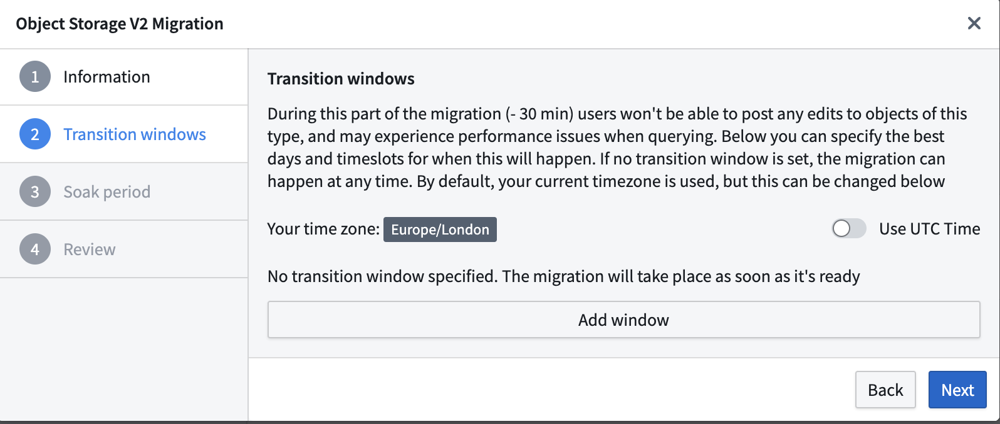 Object Storage V2 Migration
1 Information
2 Transition windows
3 Soak period
4 Review
Transition windows
During this part of the migration (- 30 min) users won't be able to post any edits to objects of this
type, and may experience performance issues when querying. Below you can specify the best
days and timeslots for when this will happen. If no transition window is set, the migration can
happen at any time. By default, your current timezone is used, but this can be changed below
Your time zone: Europe/London
Use UTC Time
No transition window specified. The migration will take place as soon as it's ready
Add window
Back
Next